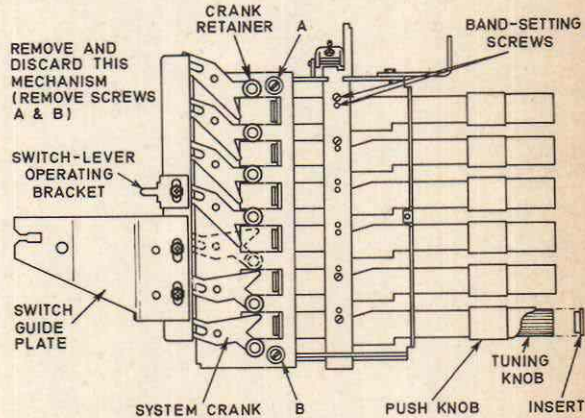 CRANK
RETAINER
A
BAND-SETTING
SCREWS
REMOVE AND
DISCARD THIS
MECHANISM
(REMOVE SCREWS
A & B)
SWITCH-LEVER
OPERATING
BRACKET
SWITCH
GUIDE
PLATE
SYSTEM CRANK
B
PUSH KNOB
TUNING
KNOB
INSERT